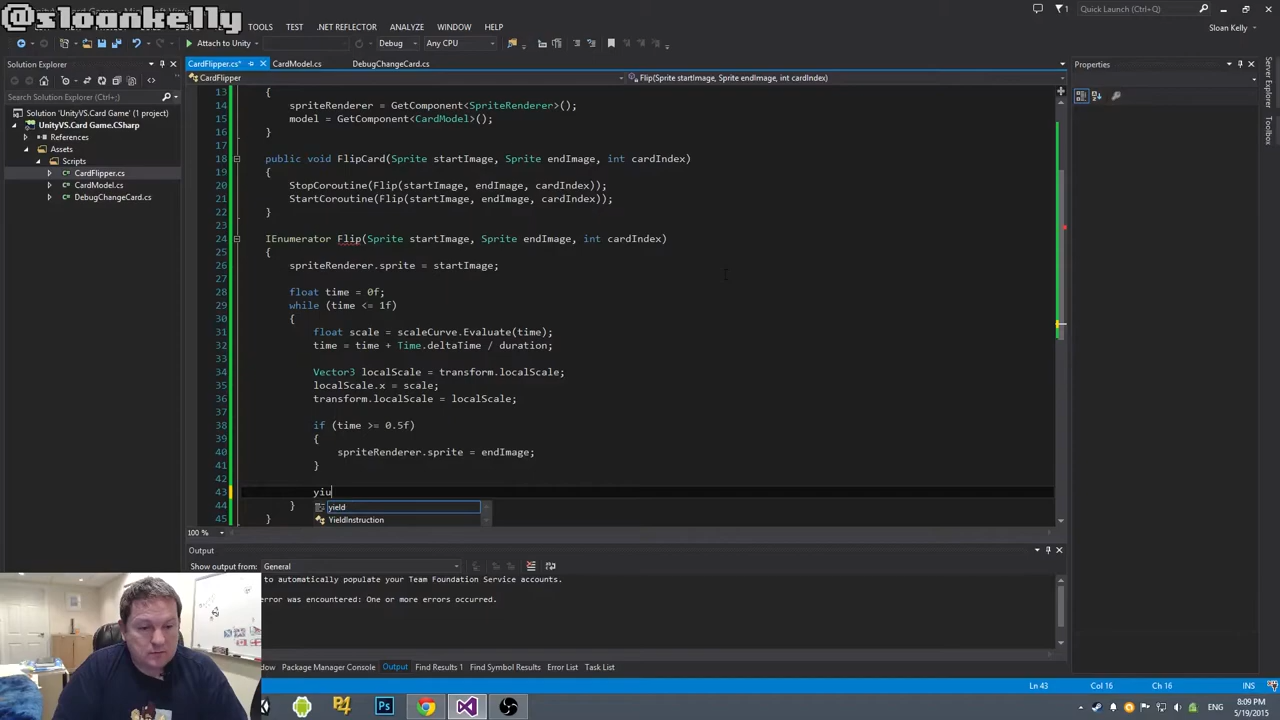 @sloankelly
TOOLS TEST ARCHITECTURE NCRUNCH ANALYZE WINDOW HELP
Quick Launch (Ctrl+;)
Sloan Kelly
Attach to Unity Debug Any CPU
Solution Explorer
CardFlipper.cs* CardModel.cs DebugChangeCard.cs
Properties
CardFlipper Flip(Sprite startImage, Sprite endImage, int cardIndex)
Search Solution Explorer (Ctrl+;)
Solution 'UnityVS.Card Game' (1 project)
UnityVS.Card Game.CSharp
References
Assets
Scripts
CardFlipper.cs
CardModel.cs
DebugChangeCard.cs
13 {
14 spriteRenderer = GetComponent<SpriteRenderer>();
15 model = GetComponent<CardModel>();
16 }
17
18 public void FlipCard(Sprite startImage, Sprite endImage, int cardIndex)
19 {
20 StopCoroutine(Flip(startImage, endImage, cardIndex));
21 StartCoroutine(Flip(startImage, endImage, cardIndex));
22 }
23
24 IEnumerator Flip(Sprite startImage, Sprite endImage, int cardIndex)
25 {
26 spriteRenderer.sprite = startImage;
27
28 float time = 0f;
29 while (time <= 1f)
30 {
31 float scale = scaleCurve.Evaluate(time);
32 time = time + Time.deltaTime / duration;
33
34 Vector3 localScale = transform.localScale;
35 localScale.x = scale;
36 transform.localScale = localScale;
37
38 if (time >= 0.5f)
39 {
40 spriteRenderer.sprite = endImage;
41 }
42
43 yiu
44 }
yield
45 }
YieldInstruction
100 %
Output
Show output from: General
to automatically populate your Team Foundation Service accounts.
error was encountered: One or more errors occurred.
Package Manager Console Output Find Results 1 Find Symbol Results Error List Task List
Ln 43 Col 16 Ch 16 INS
Server Explorer
Toolbox
Ps
8:09 PM
5/19/2015